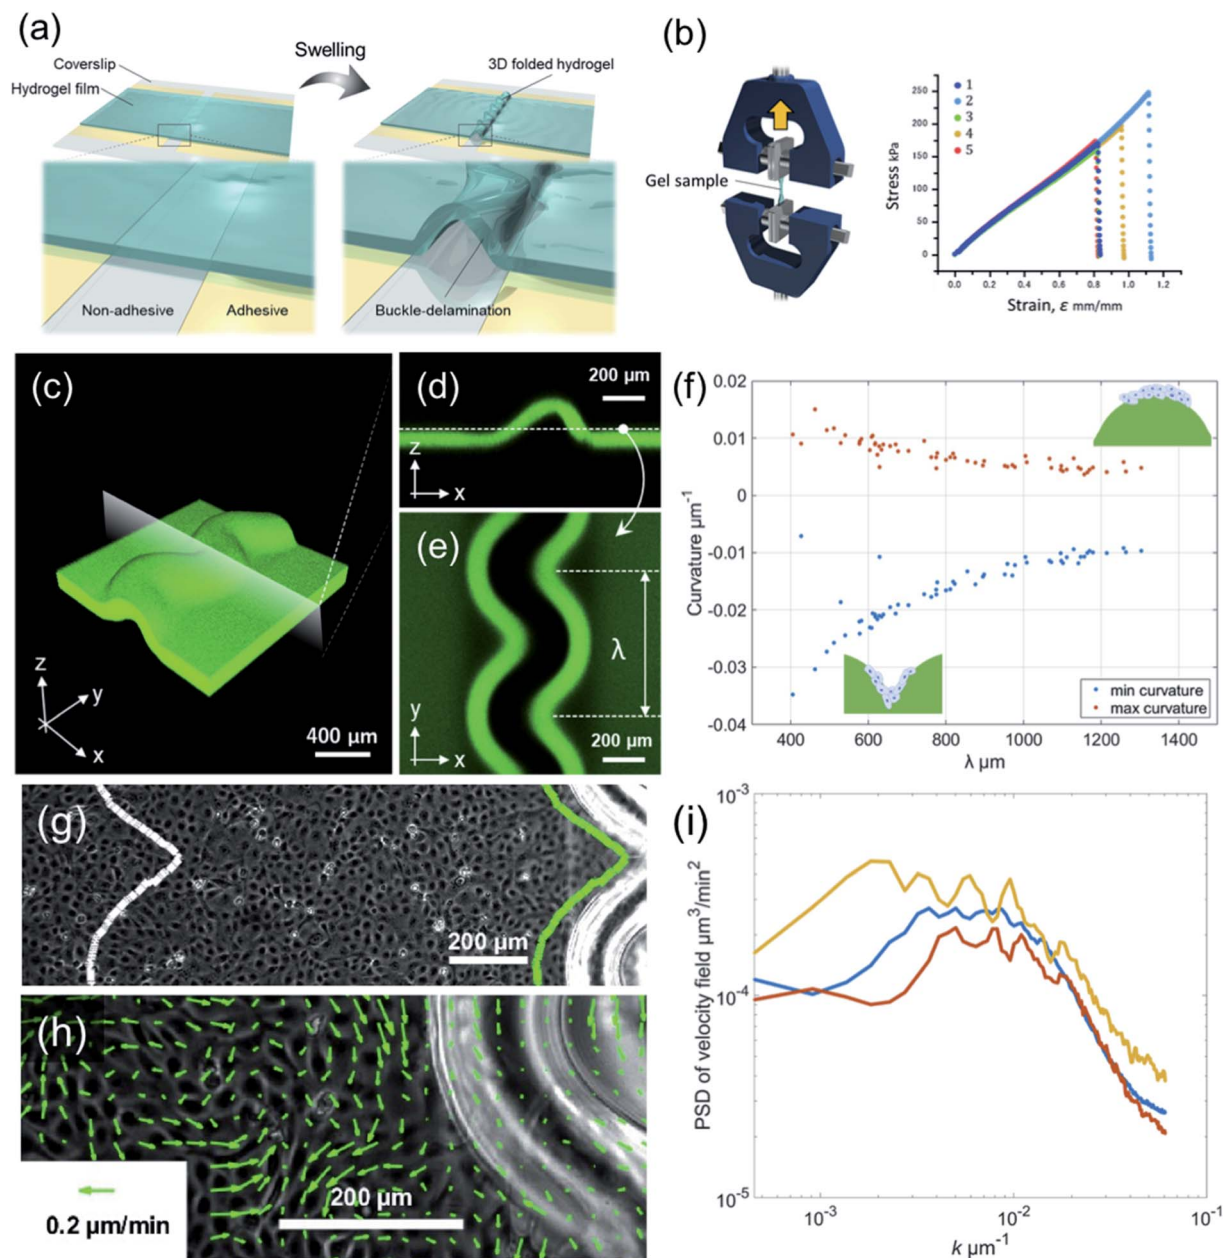 (a)
Swelling
Coverslip
Hydrogel film
3D folded hydrogel
Non-adhesive
Adhesive
Buckle-delamination
(b)
Gel sample
1
2
3
4
5
Stress kPa
250
200
150
100
50
0
0.0 0.2 0.4 0.6 0.8 1.0 1.2
Strain, ε mm/mm
(c)
z
y
x
400 µm
(d)
200 µm
z
x
(e)
λ
y
x
200 µm
(f)
Curvature µm⁻¹
0.02
0.01
0
-0.01
-0.02
-0.03
-0.04
min curvature
max curvature
400 600 800 1000 1200 1400
λ µm
(g)
200 µm
(h)
0.2 µm/min
200 µm
(i)
PSD of velocity field µm³/min²
10⁻³
10⁻⁴
10⁻⁵
10⁻³ 10⁻² 10⁻¹
k µm⁻¹